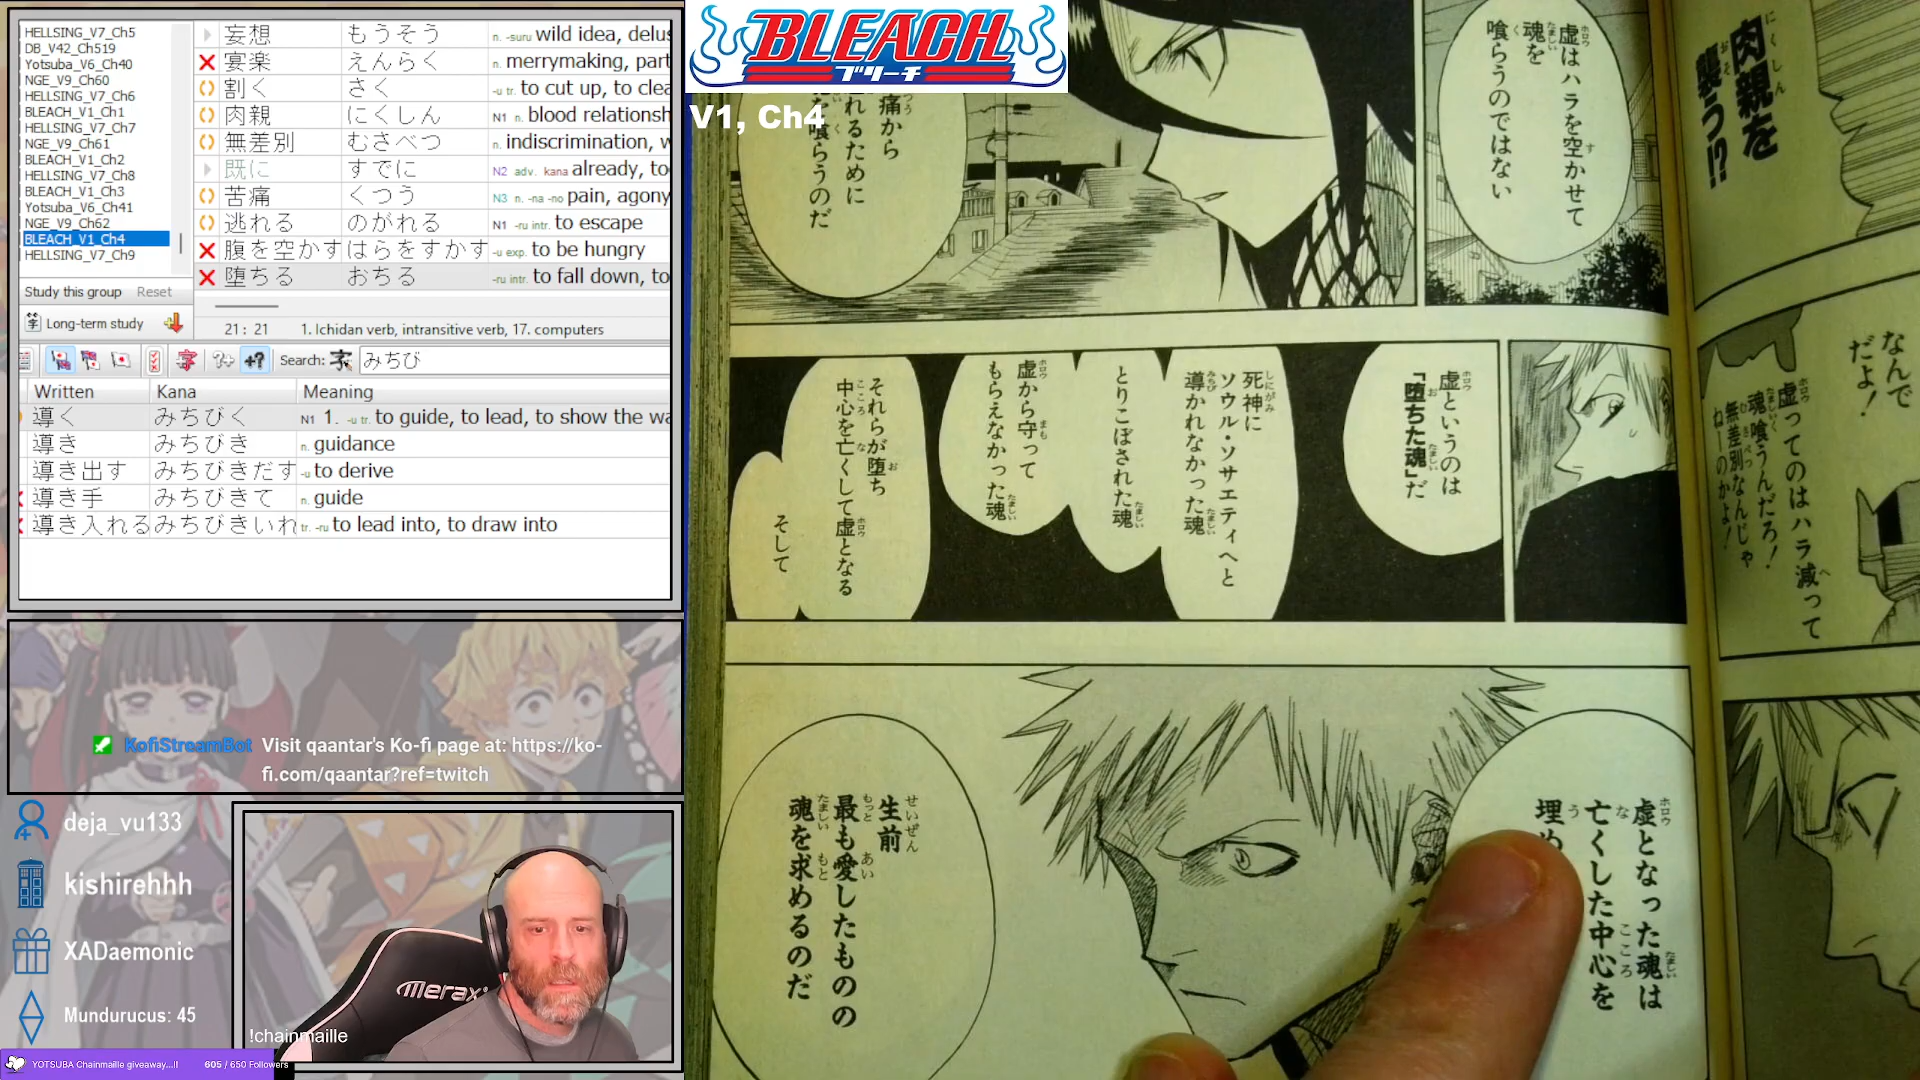 HELLSING_V7_Ch5
DB_V42_Ch519
Yotsuba_V6_Ch40
NGE_V9_Ch60
HELLSING_V7_Ch6
BLEACH_V1_Ch1
HELLSING_V7_Ch7
NGE_V9_Ch61
BLEACH_V1_Ch2
HELLSING_V7_Ch8
BLEACH_V1_Ch3
Yotsuba_V6_Ch41
NGE_V9_Ch62
BLEACH_V1_Ch4
HELLSING_V7_Ch9
Study this group Reset
Long-term study
妄想 もうそう n. -suru wild idea, delus
宴楽 えんらく n. merrymaking, part
割く さく -u tr. to cut up, to clea
肉親 にくしん N1 n. blood relationsh
無差別 むさべつ n. indiscrimination, w
既に すでに N2 adv. kana already, to
苦痛 くつう N3 n. -na -no pain, agony
逃れる のがれる N1 -ru intr. to escape
腹を空かす はらをすかす -u exp. to be hungry
堕ちる おちる -ru intr. to fall down, to
21: 21 1. Ichidan verb, intransitive verb, 17. computers
Search: みちび
Written Kana Meaning
導く みちびく N1 1. -u tr. to guide, to lead, to show the wa
導き みちびき n. guidance
導き出す みちびきだす -u to derive
導き手 みちびきて n. guide
導き入れる みちびきいれ tr. -ru to lead into, to draw into
KofiStreamBot Visit qaantar's Ko-fi page at: https://ko-
fi.com/qaantar?ref=twitch
deja_vu133
kishirehhh
XADaemonic
Mundurucus: 45
YOTSUBA Chainmaille giveaway...!! 605 / 650 Followers
merax
!chainmaille
BLEACH
ブリーチ
V1, Ch4
肉親を
襲う!?
なんで
だよ！
虚ってのはハラ減って
魂喰うんだろ！
無差別なんじゃ
ねーのかよ！
虚はハラを空かせて
魂を
喰らうのではない
痛から
れるために
を喰らうのだ
虚というのは
「堕ちた魂」だ
死神に
ソウル・ソサエティへと
導かれなかった魂
とりこぼされた魂
虚から守って
もらえなかった魂
それらが堕ち
中心を亡くして虚となる
そして
虚となった魂は
亡くした中心を
埋め
生前
最も愛したものの
魂を求めるのだ